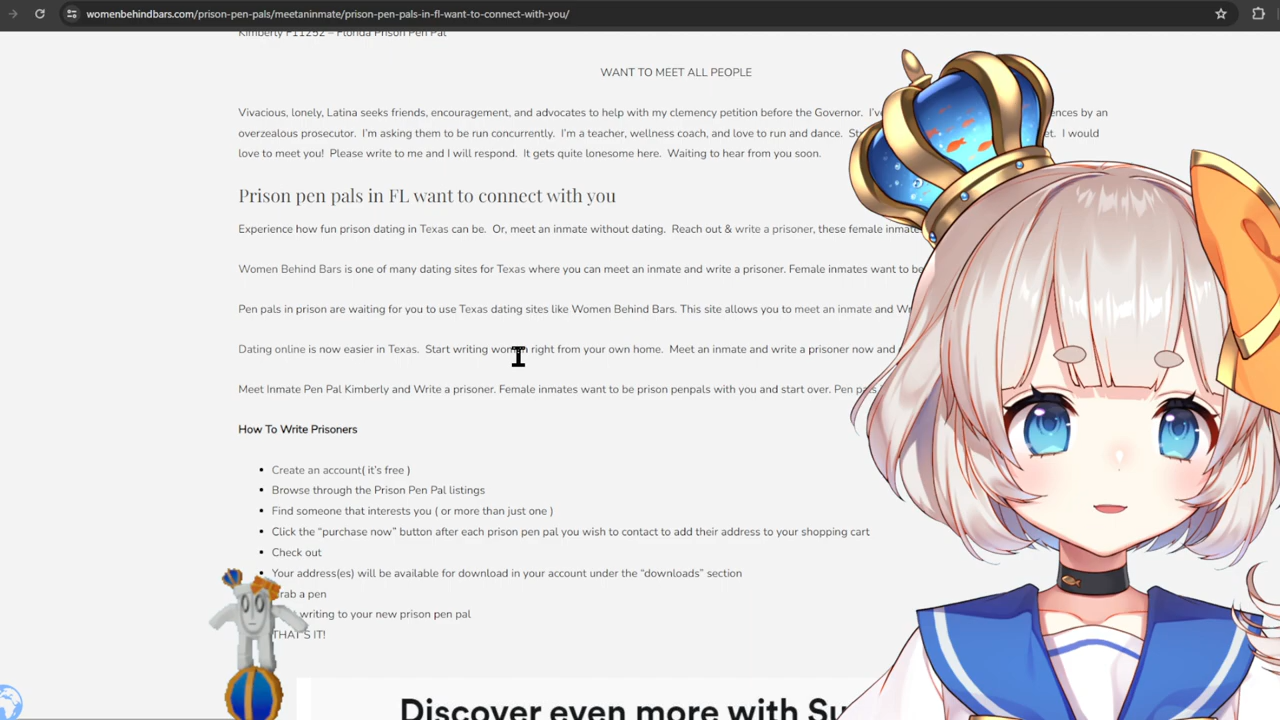 womenbehindbars.com/prison-pen-pals/meetaninmate/prison-pen-pals-in-fl-want-to-connect-with-you/
Kimberly F11252 – Florida Prison Pen Pal
WANT TO MEET ALL PEOPLE
Vivacious, lonely, Latina seeks friends, encouragement, and advocates to help with my clemency petition before the Governor. I've ences by an
overzealous prosecutor. I'm asking them to be run concurrently. I'm a teacher, wellness coach, and love to run and dance. I would
love to meet you! Please write to me and I will respond. It gets quite lonesome here. Waiting to hear from you soon.
Prison pen pals in FL want to connect with you
Experience how fun prison dating in Texas can be. Or, meet an inmate without dating. Reach out & write a prisoner, these female inmate
Women Behind Bars is one of many dating sites for Texas where you can meet an inmate and write a prisoner. Female inmates want to be
Pen pals in prison are waiting for you to use Texas dating sites like Women Behind Bars. This site allows you to meet an inmate and
Dating online is now easier in Texas. Start writing women right from your own home. Meet an inmate and write a prisoner now and
Meet Inmate Pen Pal Kimberly and Write a prisoner. Female inmates want to be prison penpals with you and start over. Pen pals
How To Write Prisoners
• Create an account( it's free )
• Browse through the Prison Pen Pal listings
• Find someone that interests you ( or more than just one )
• Click the "purchase now" button after each prison pen pal you wish to contact to add their address to your shopping cart
• Check out
• Your address(es) will be available for download in your account under the "downloads" section
rab a pen
writing to your new prison pen pal
THAT'S IT!
Discover even more with Su